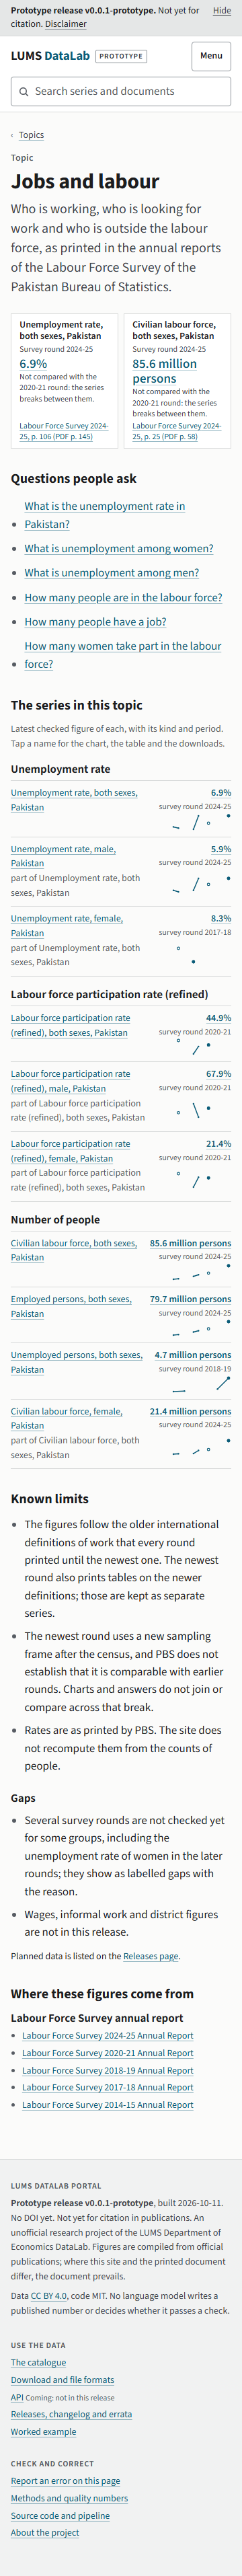 Prototype release v0.0.1-prototype. Not yet for
citation. Disclaimer
Hide
LUMS DataLab PROTOTYPE
Menu
Search series and documents
‹ Topics
Topic
Jobs and labour
Who is working, who is looking for
work and who is outside the labour
force, as printed in the annual reports
of the Labour Force Survey of the
Pakistan Bureau of Statistics.
Unemployment rate,
both sexes, Pakistan
Survey round 2024-25
6.9%
Not compared with the
2020-21 round: the series
breaks between them.
Labour Force Survey 2024-
25, p. 106 (PDF p. 145)
Civilian labour force,
both sexes, Pakistan
Survey round 2024-25
85.6 million
persons
Not compared with the
2020-21 round: the series
breaks between them.
Labour Force Survey 2024-
25, p. 25 (PDF p. 58)
Questions people ask
What is the unemployment rate in
Pakistan?
What is unemployment among women?
What is unemployment among men?
How many people are in the labour force?
How many people have a job?
How many women take part in the labour
force?
The series in this topic
Latest checked figure of each, with its kind and period.
Tap a name for the chart, the table and the downloads.
Unemployment rate
Unemployment rate, both sexes,
Pakistan
6.9%
survey round 2024-25
Unemployment rate, male,
Pakistan
part of Unemployment rate, both
sexes, Pakistan
5.9%
survey round 2024-25
Unemployment rate, female,
Pakistan
part of Unemployment rate, both
sexes, Pakistan
8.3%
survey round 2017-18
Labour force participation rate (refined)
Labour force participation rate
(refined), both sexes, Pakistan
44.9%
survey round 2020-21
Labour force participation rate
(refined), male, Pakistan
part of Labour force participation
rate (refined), both sexes, Pakistan
67.9%
survey round 2020-21
Labour force participation rate
(refined), female, Pakistan
part of Labour force participation
rate (refined), both sexes, Pakistan
21.4%
survey round 2020-21
Number of people
Civilian labour force, both sexes,
Pakistan
85.6 million persons
survey round 2024-25
Employed persons, both sexes,
Pakistan
79.7 million persons
survey round 2024-25
Unemployed persons, both sexes,
Pakistan
4.7 million persons
survey round 2018-19
Civilian labour force, female,
Pakistan
part of Civilian labour force, both
sexes, Pakistan
21.4 million persons
survey round 2024-25
Known limits
The figures follow the older international
definitions of work that every round
printed until the newest one. The newest
round also prints tables on the newer
definitions; those are kept as separate
series.
The newest round uses a new sampling
frame after the census, and PBS does not
establish that it is comparable with earlier
rounds. Charts and answers do not join or
compare across that break.
Rates are as printed by PBS. The site does
not recompute them from the counts of
people.
Gaps
Several survey rounds are not checked yet
for some groups, including the
unemployment rate of women in the later
rounds; they show as labelled gaps with
the reason.
Wages, informal work and district figures
are not in this release.
Planned data is listed on the Releases page.
Where these figures come from
Labour Force Survey annual report
Labour Force Survey 2024-25 Annual Report
Labour Force Survey 2020-21 Annual Report
Labour Force Survey 2018-19 Annual Report
Labour Force Survey 2017-18 Annual Report
Labour Force Survey 2014-15 Annual Report
LUMS DATALAB PORTAL
Prototype release v0.0.1-prototype, built 2026-10-11.
No DOI yet. Not yet for citation in publications. An
unofficial research project of the LUMS Department of
Economics DataLab. Figures are compiled from official
publications; where this site and the printed document
differ, the document prevails.
Data CC BY 4.0, code MIT. No language model writes a
published number or decides whether it passes a check.
USE THE DATA
The catalogue
Download and file formats
API Coming: not in this release
Releases, changelog and errata
Worked example
CHECK AND CORRECT
Report an error on this page
Methods and quality numbers
Source code and pipeline
About the project